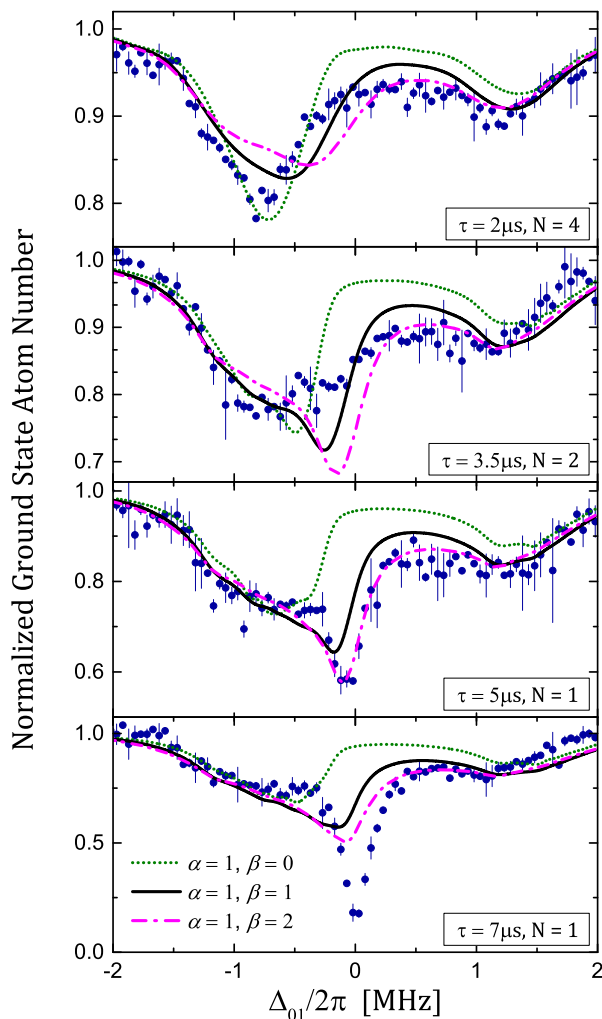 Normalized Ground State Atom Number
1.0
0.9
0.8
τ = 2μs, N = 4
1.0
0.9
0.8
0.7
τ = 3.5μs, N = 2
1.0
0.8
0.6
τ = 5μs, N = 1
1.0
0.5
0.0
α = 1, β = 0
α = 1, β = 1
α = 1, β = 2
τ = 7μs, N = 1
-2 -1 0 1 2
Δ₀₁/2π [MHz]